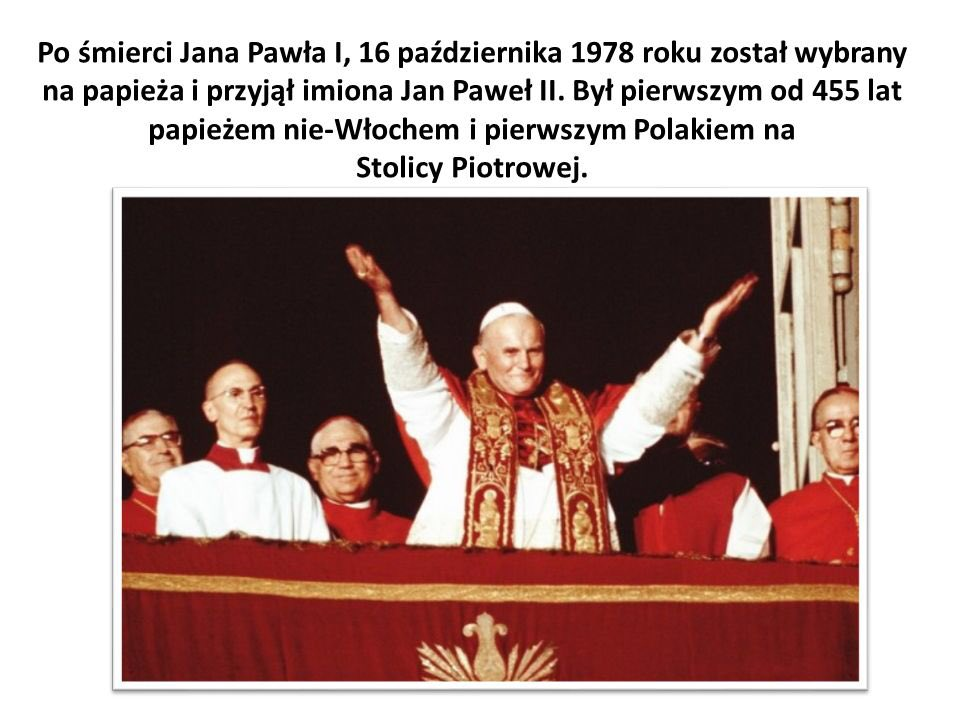 Po śmierci Jana Pawła I, 16 października 1978 roku został wybrany
na papieża i przyjął imiona Jan Paweł II. Był pierwszym od 455 lat
papieżem nie-Włochem i pierwszym Polakiem na
Stolicy Piotrowej.